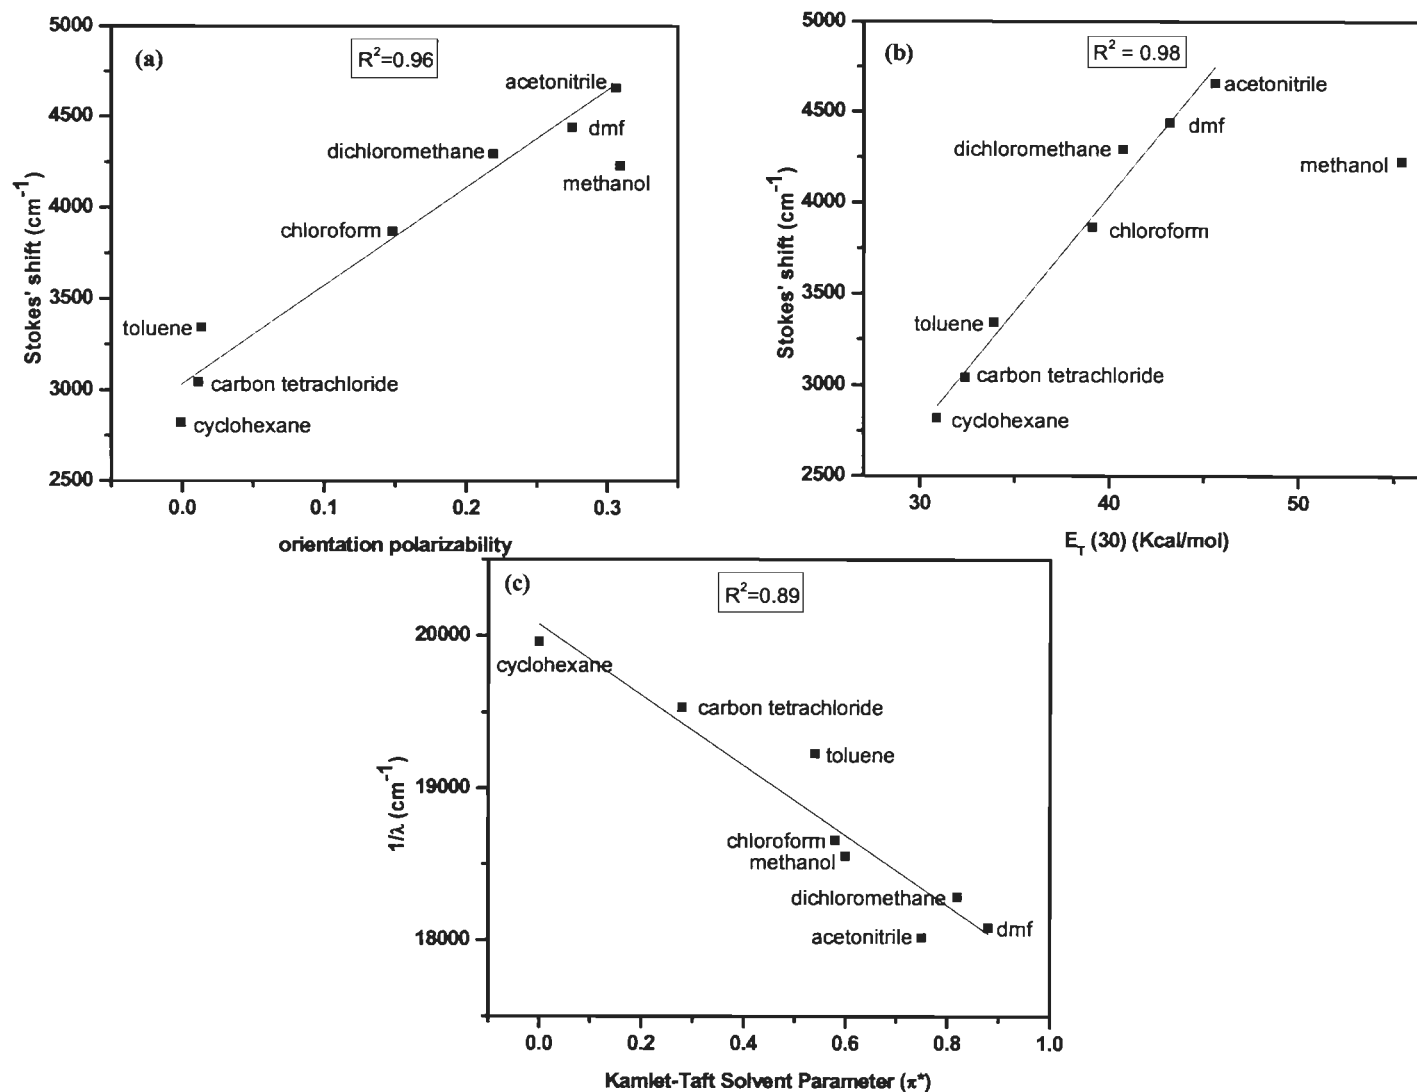 (a)
R²=0.96
5000
4500
4000
3500
3000
2500
Stokes' shift (cm⁻¹)
acetonitrile
dmf
dichloromethane
methanol
chloroform
toluene
carbon tetrachloride
cyclohexane
0.0 0.1 0.2 0.3
orientation polarizability
(b)
R² = 0.98
5000
4500
4000
3500
3000
2500
Stokes' shift (cm⁻¹)
acetonitrile
dmf
dichloromethane
methanol
chloroform
toluene
carbon tetrachloride
cyclohexane
30 40 50
E_T (30) (Kcal/mol)
(c)
R²=0.89
20000
19000
18000
1/λ (cm⁻¹)
cyclohexane
carbon tetrachloride
toluene
chloroform
methanol
dichloromethane
dmf
acetonitrile
0.0 0.2 0.4 0.6 0.8 1.0
Kamlet-Taft Solvent Parameter (π*)